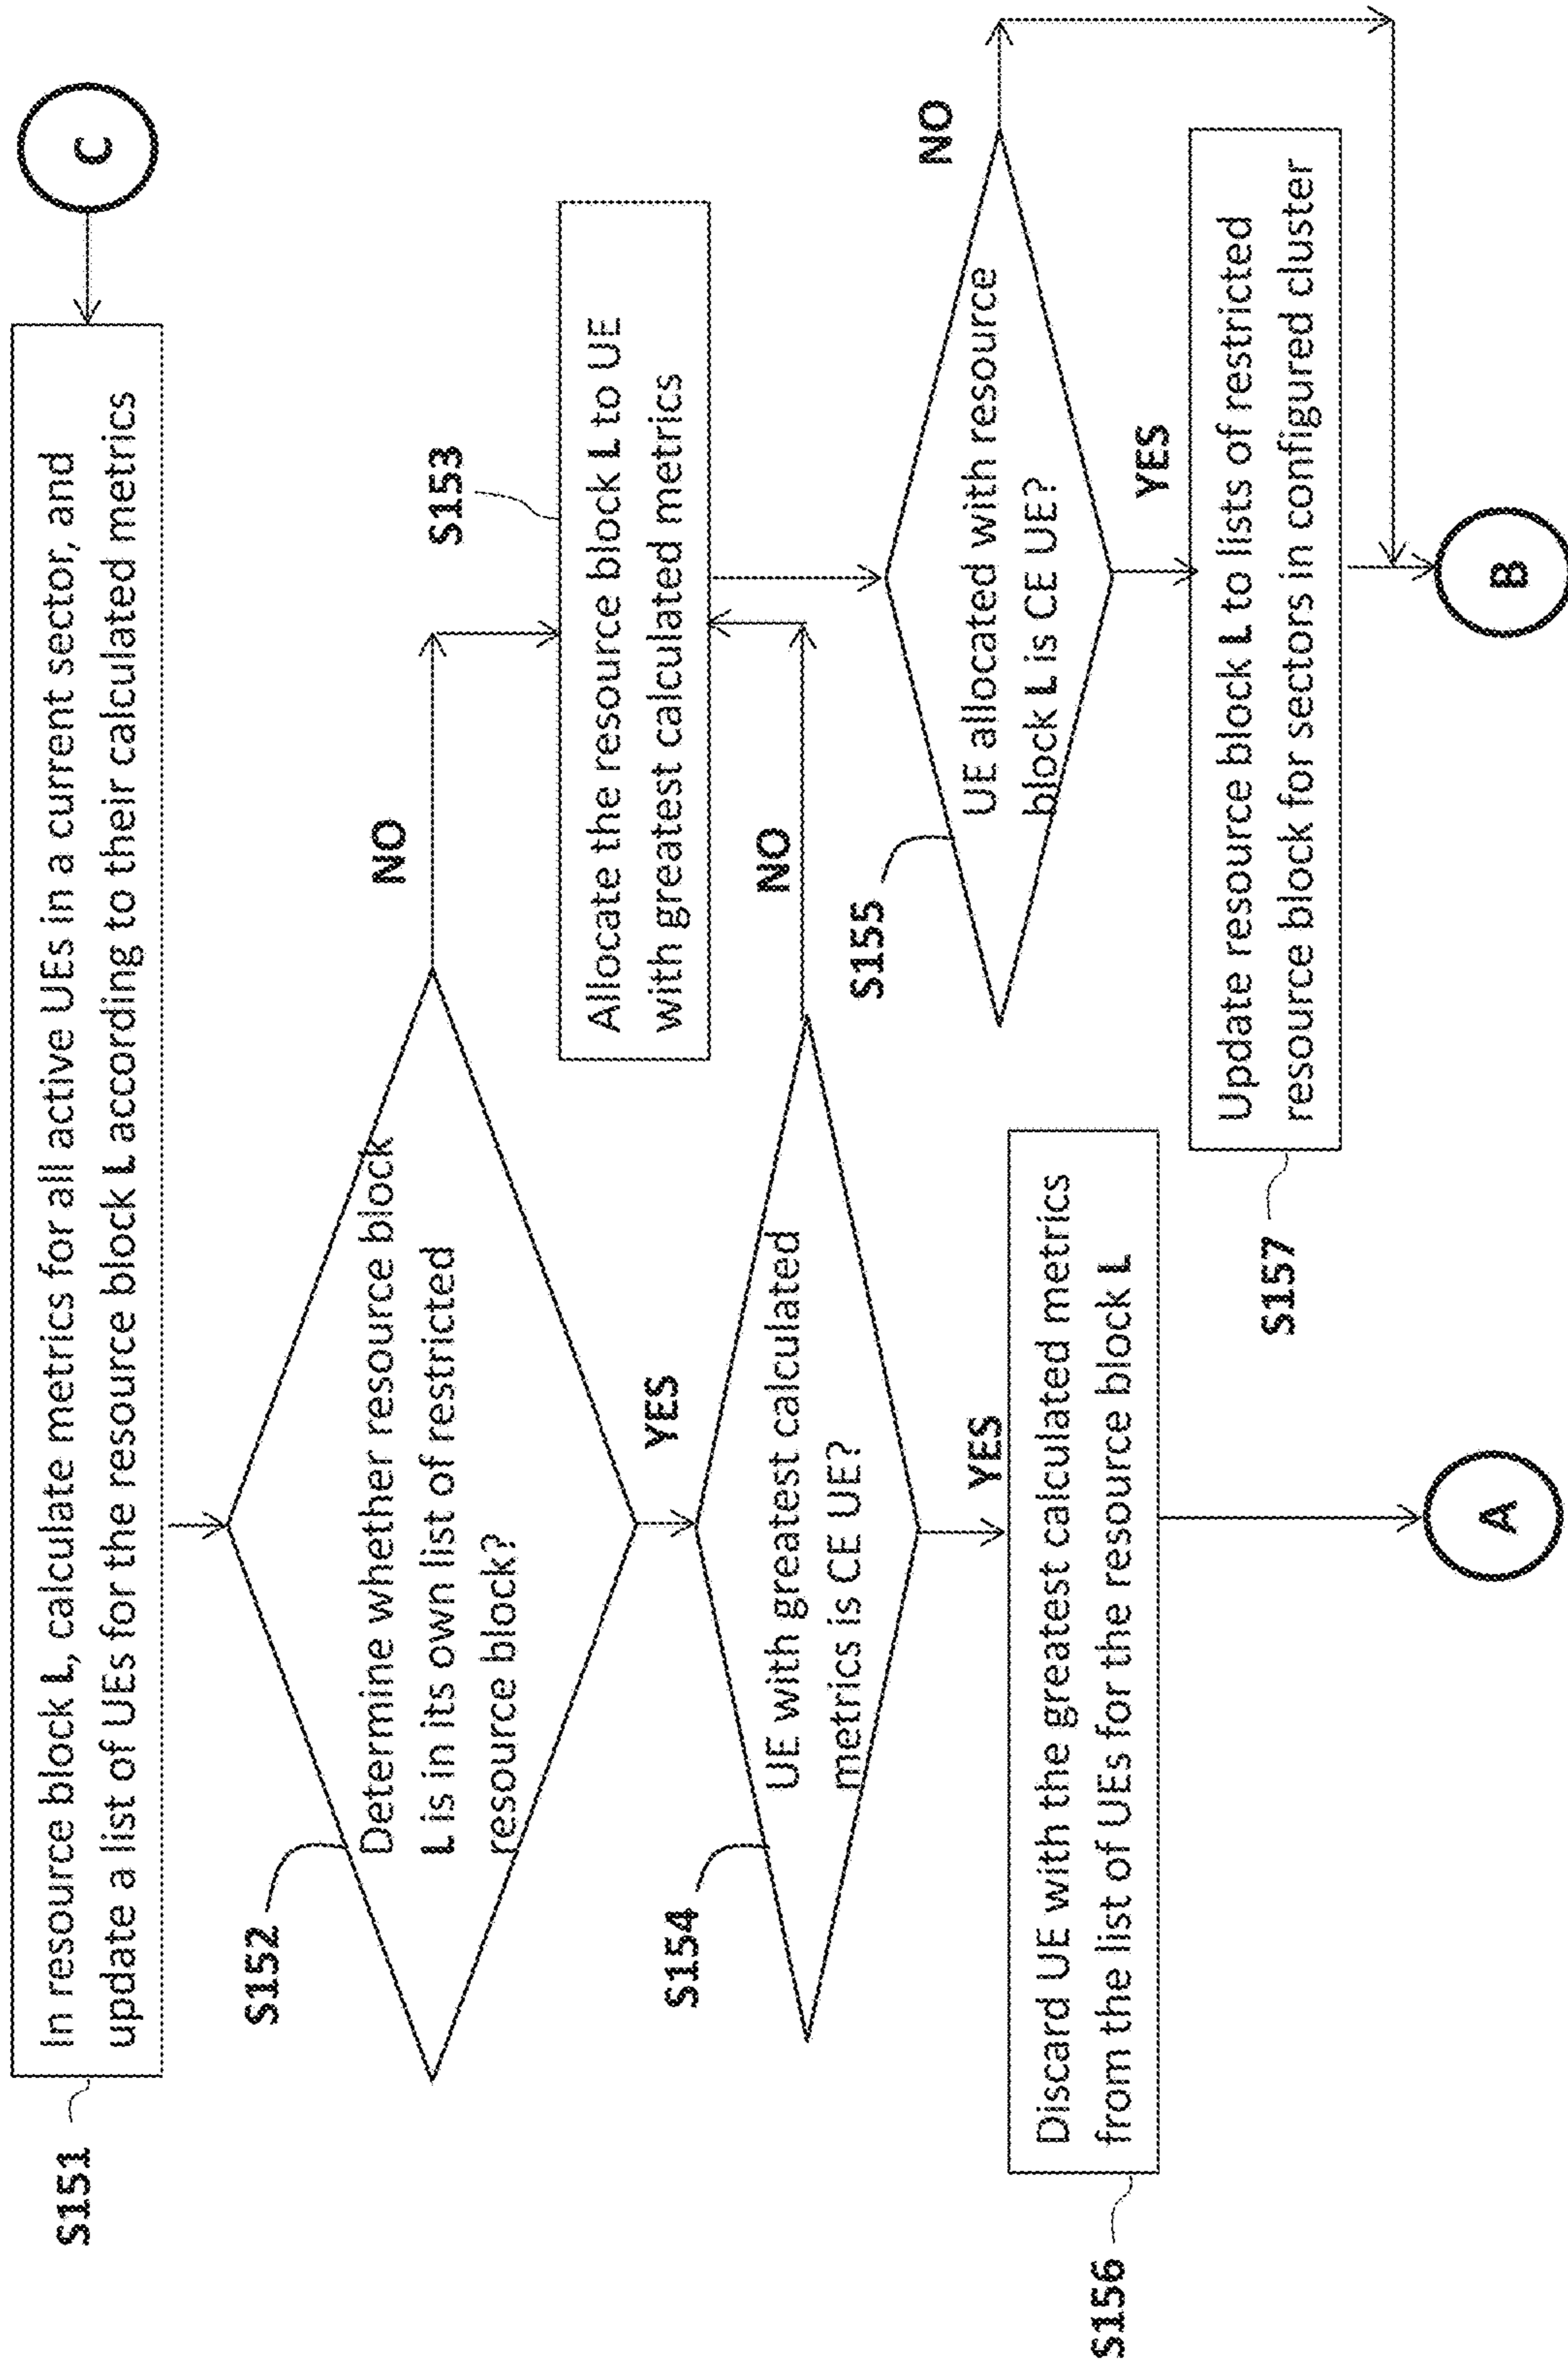 C
S151
In resource block L, calculate metrics for all active UEs in a current sector, and
update a list of UEs for the resource block L according to their calculated metrics
S152
Determine whether resource block
L is in its own list of restricted
resource block?
NO
YES
S153
Allocate the resource block L to UE
with greatest calculated metrics
S154
UE with greatest calculated
metrics is CE UE?
NO
YES
S155
UE allocated with resource
block L is CE UE?
NO
YES
S156
Discard UE with the greatest calculated metrics
from the list of UEs for the resource block L
S157
Update resource block L to lists of restricted
resource block for sectors in configured cluster
A
B